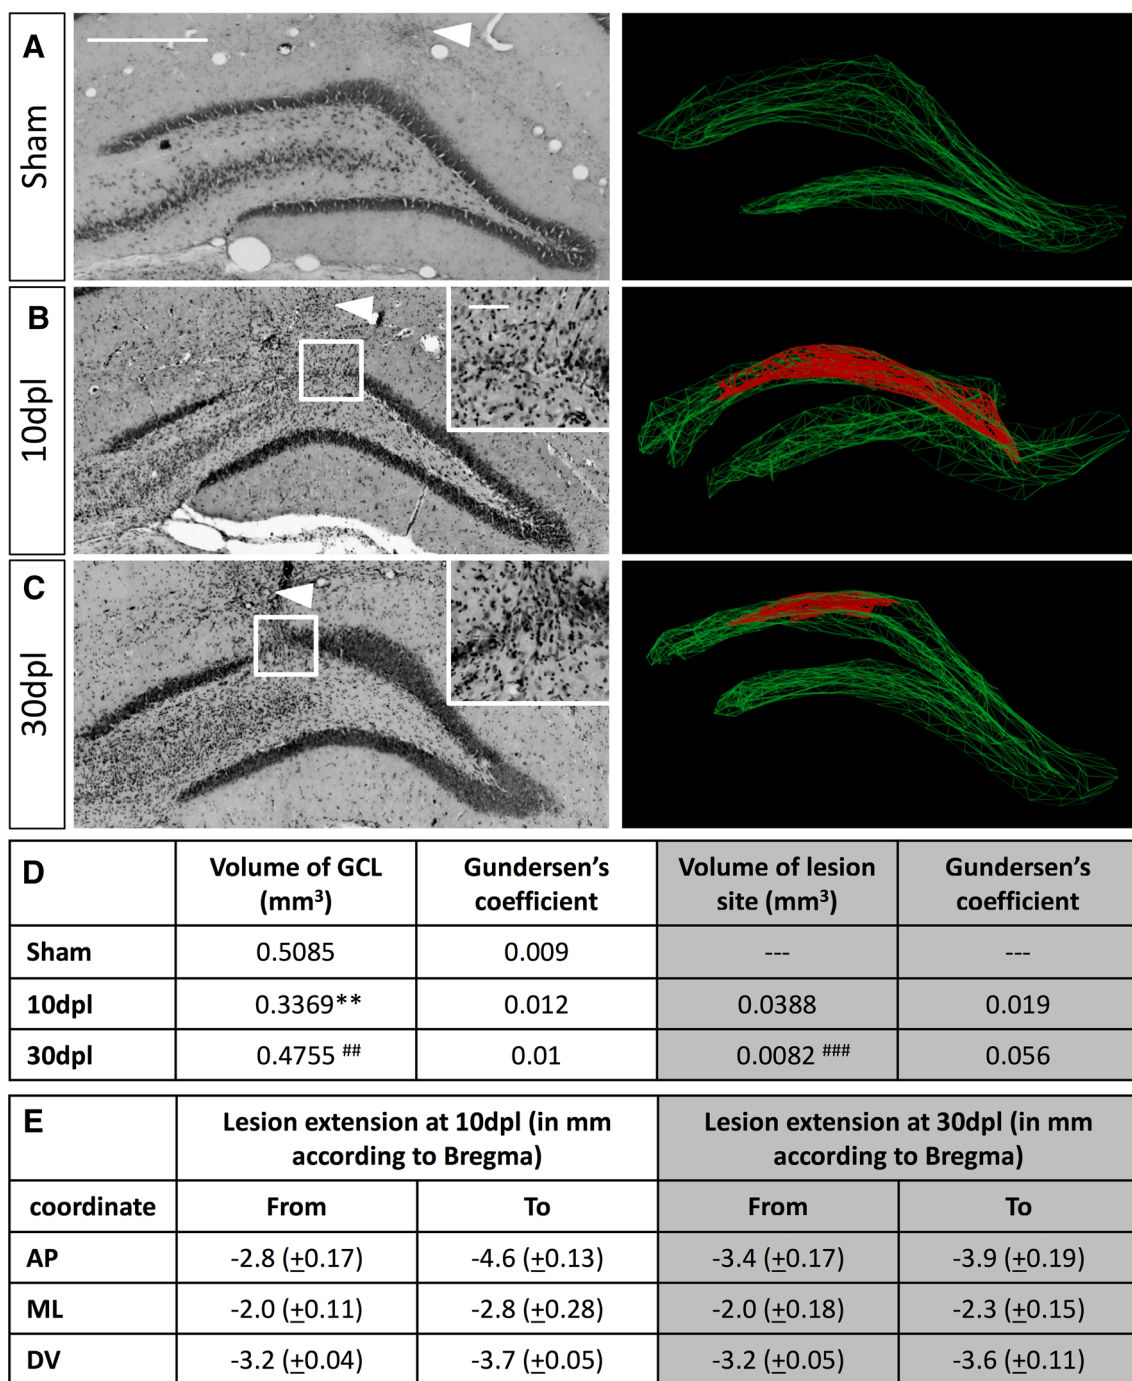 A
Sham
B
10dpl
C
30dpl
D
Volume of GCL (mm³)
Gundersen’s coefficient
Volume of lesion site (mm³)
Gundersen’s coefficient
Sham
0.5085
0.009
---
---
10dpl
0.3369**
0.012
0.0388
0.019
30dpl
0.4755 ##
0.01
0.0082 ###
0.056
E
Lesion extension at 10dpl (in mm according to Bregma)
Lesion extension at 30dpl (in mm according to Bregma)
coordinate
From
To
From
To
AP
-2.8 (±0.17)
-4.6 (±0.13)
-3.4 (±0.17)
-3.9 (±0.19)
ML
-2.0 (±0.11)
-2.8 (±0.28)
-2.0 (±0.18)
-2.3 (±0.15)
DV
-3.2 (±0.04)
-3.7 (±0.05)
-3.2 (±0.05)
-3.6 (±0.11)